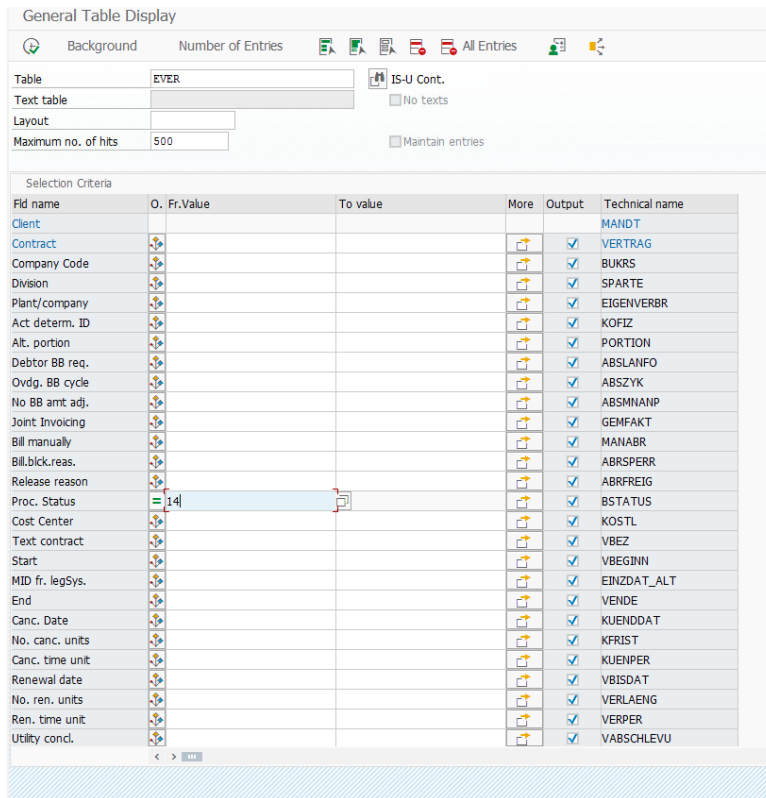 General Table Display
Background Number of Entries All Entries
Table EVER IS-U Cont.
Text table No texts
Layout
Maximum no. of hits 500 Maintain entries
Selection Criteria
Fld name O. Fr.Value To value More Output Technical name
Client MANDT
Contract VERTRAG
Company Code BUKRS
Division SPARTE
Plant/company EIGENVERBR
Act determ. ID KOFIZ
Alt. portion PORTION
Debtor BB req. ABSLANFO
Ovdg. BB cycle ABSZYK
No BB amt adj. ABSMNANP
Joint Invoicing GEMFAKT
Bill manually MANABR
Bill.blck.reas. ABRSPERR
Release reason ABRFREIG
Proc. Status = 14 BSTATUS
Cost Center KOSTL
Text contract VBEZ
Start VBEGINN
MID fr. legSys. EINZDAT_ALT
End VENDE
Canc. Date KUENDDAT
No. canc. units KFRIST
Canc. time unit KUENPER
Renewal date VBISDAT
No. ren. units VERLAENG
Ren. time unit VERPER
Utility concl. VABSCHLEVU